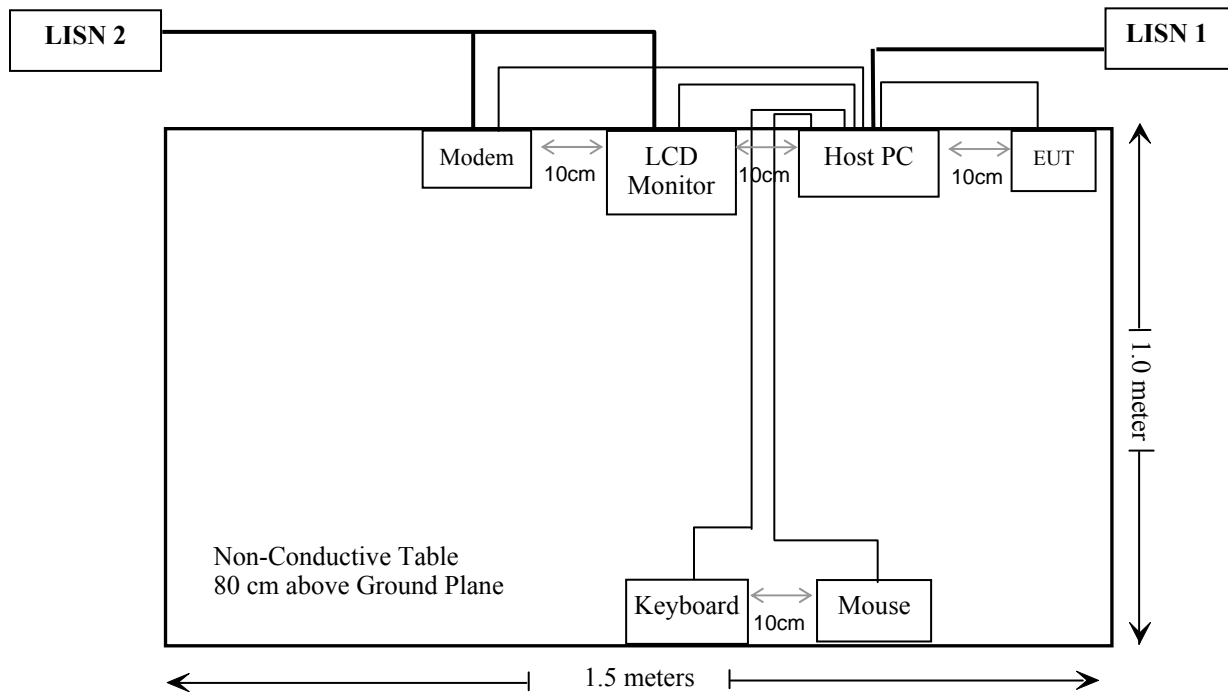 LISN 2
LISN 1
Modem
10cm
LCD
Monitor
10cm
Host PC
10cm
EUT
1.0 meter
Non-Conductive Table
80 cm above Ground Plane
Keyboard
10cm
Mouse
1.5 meters